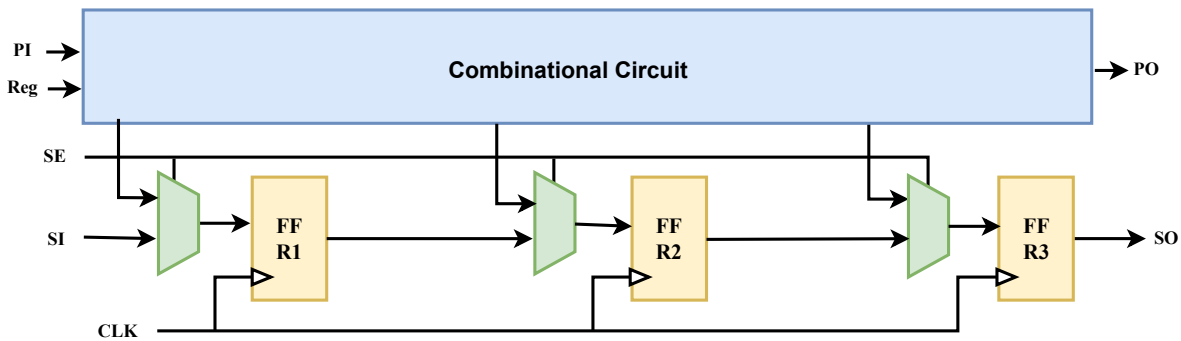 PI
Reg
Combinational Circuit
PO
SE
SI
FF
R1
FF
R2
FF
R3
SO
CLK